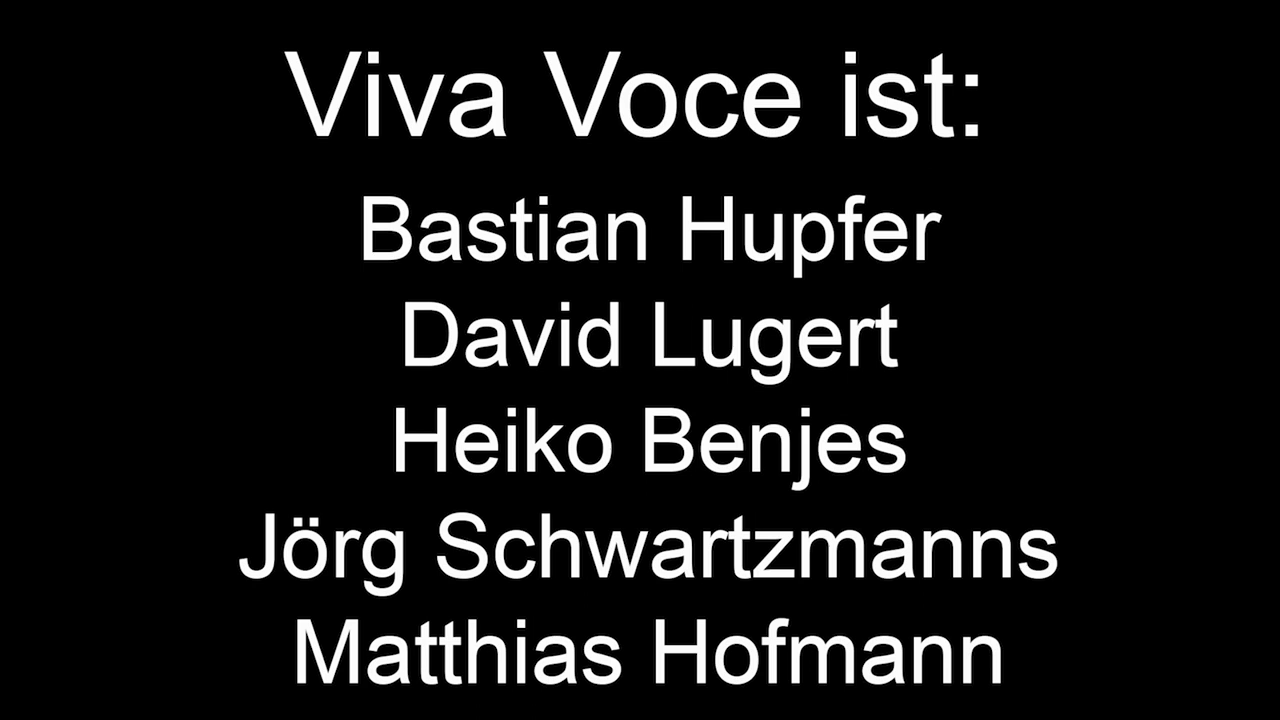 Viva Voce ist:
Bastian Hupfer
David Lugert
Heiko Benjes
Jörg Schwartzmanns
Matthias Hofmann